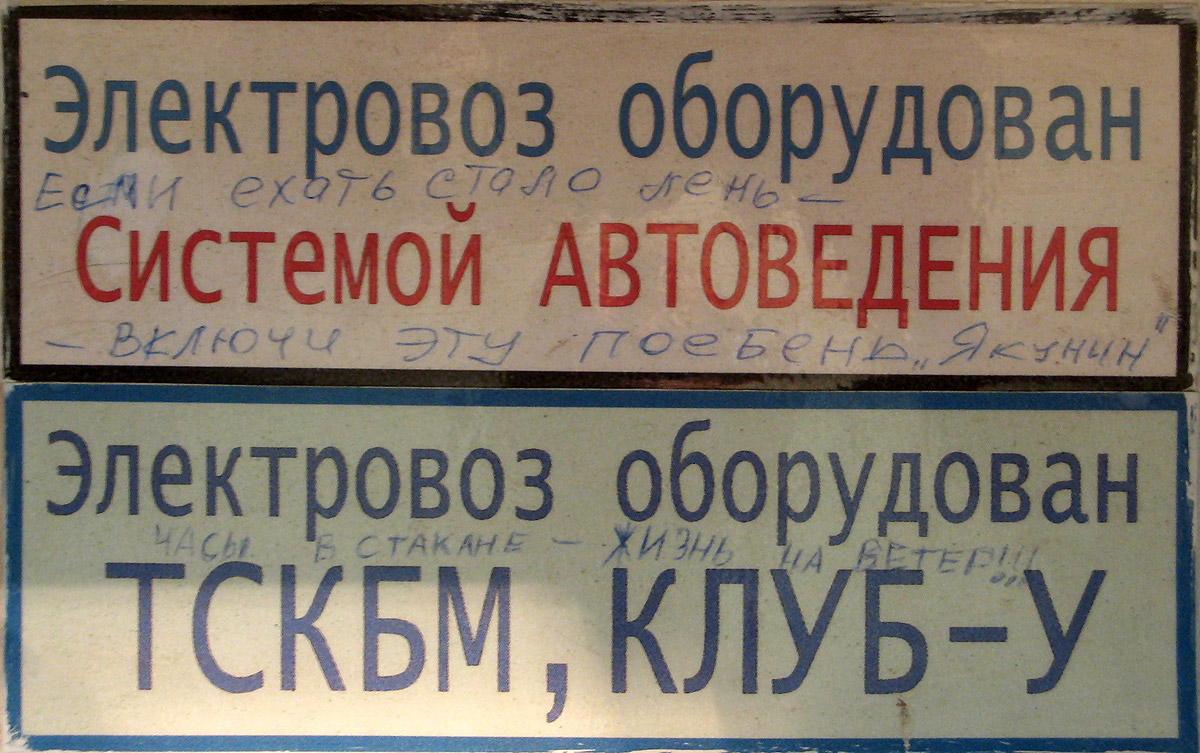 Электровоз оборудован
Если ехать стало лень –
Системой АВТОВЕДЕНИЯ
– включи эту поебень „Якунин"
Электровоз оборудован
ЧАСЫ В СТАКАНЕ – ЖИЗНЬ НА ВЕТЕР!!!
ТСКБМ, КЛУБ-У